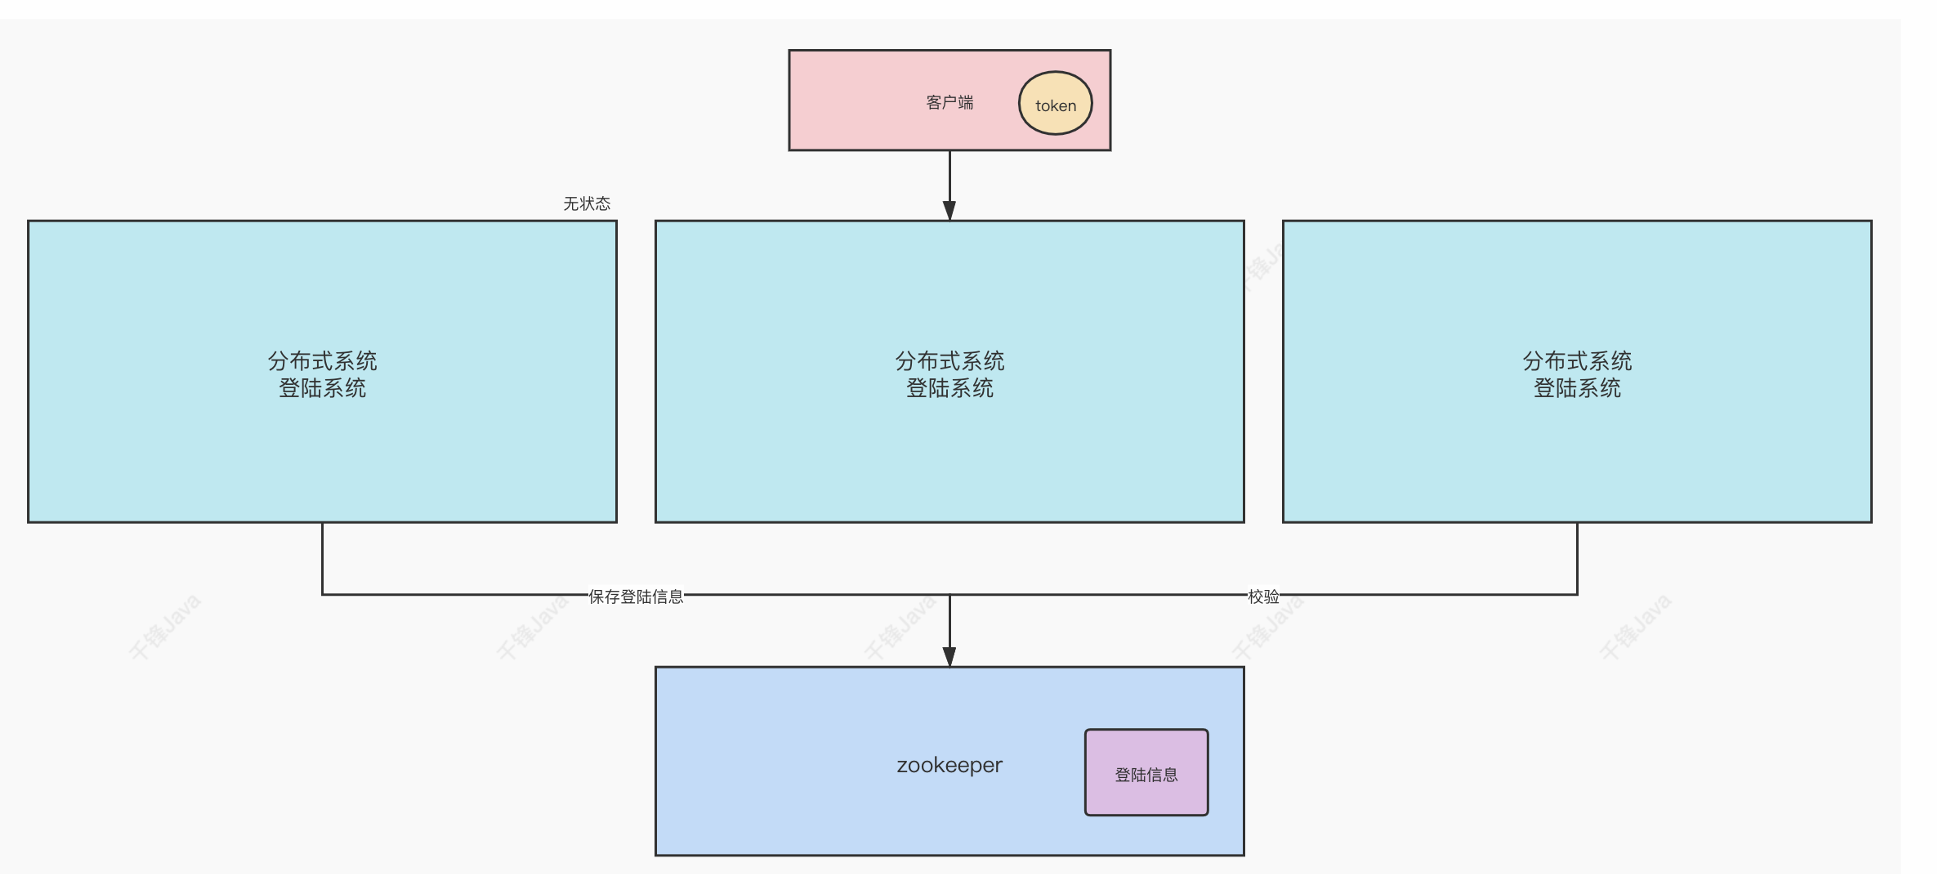 客户端
token
无状态
分布式系统
登陆系统
分布式系统
登陆系统
分布式系统
登陆系统
千锋Java
保存登陆信息
校验
千锋Java
千锋Java
千锋Java
千锋Java
千锋Java
zookeeper
登陆信息